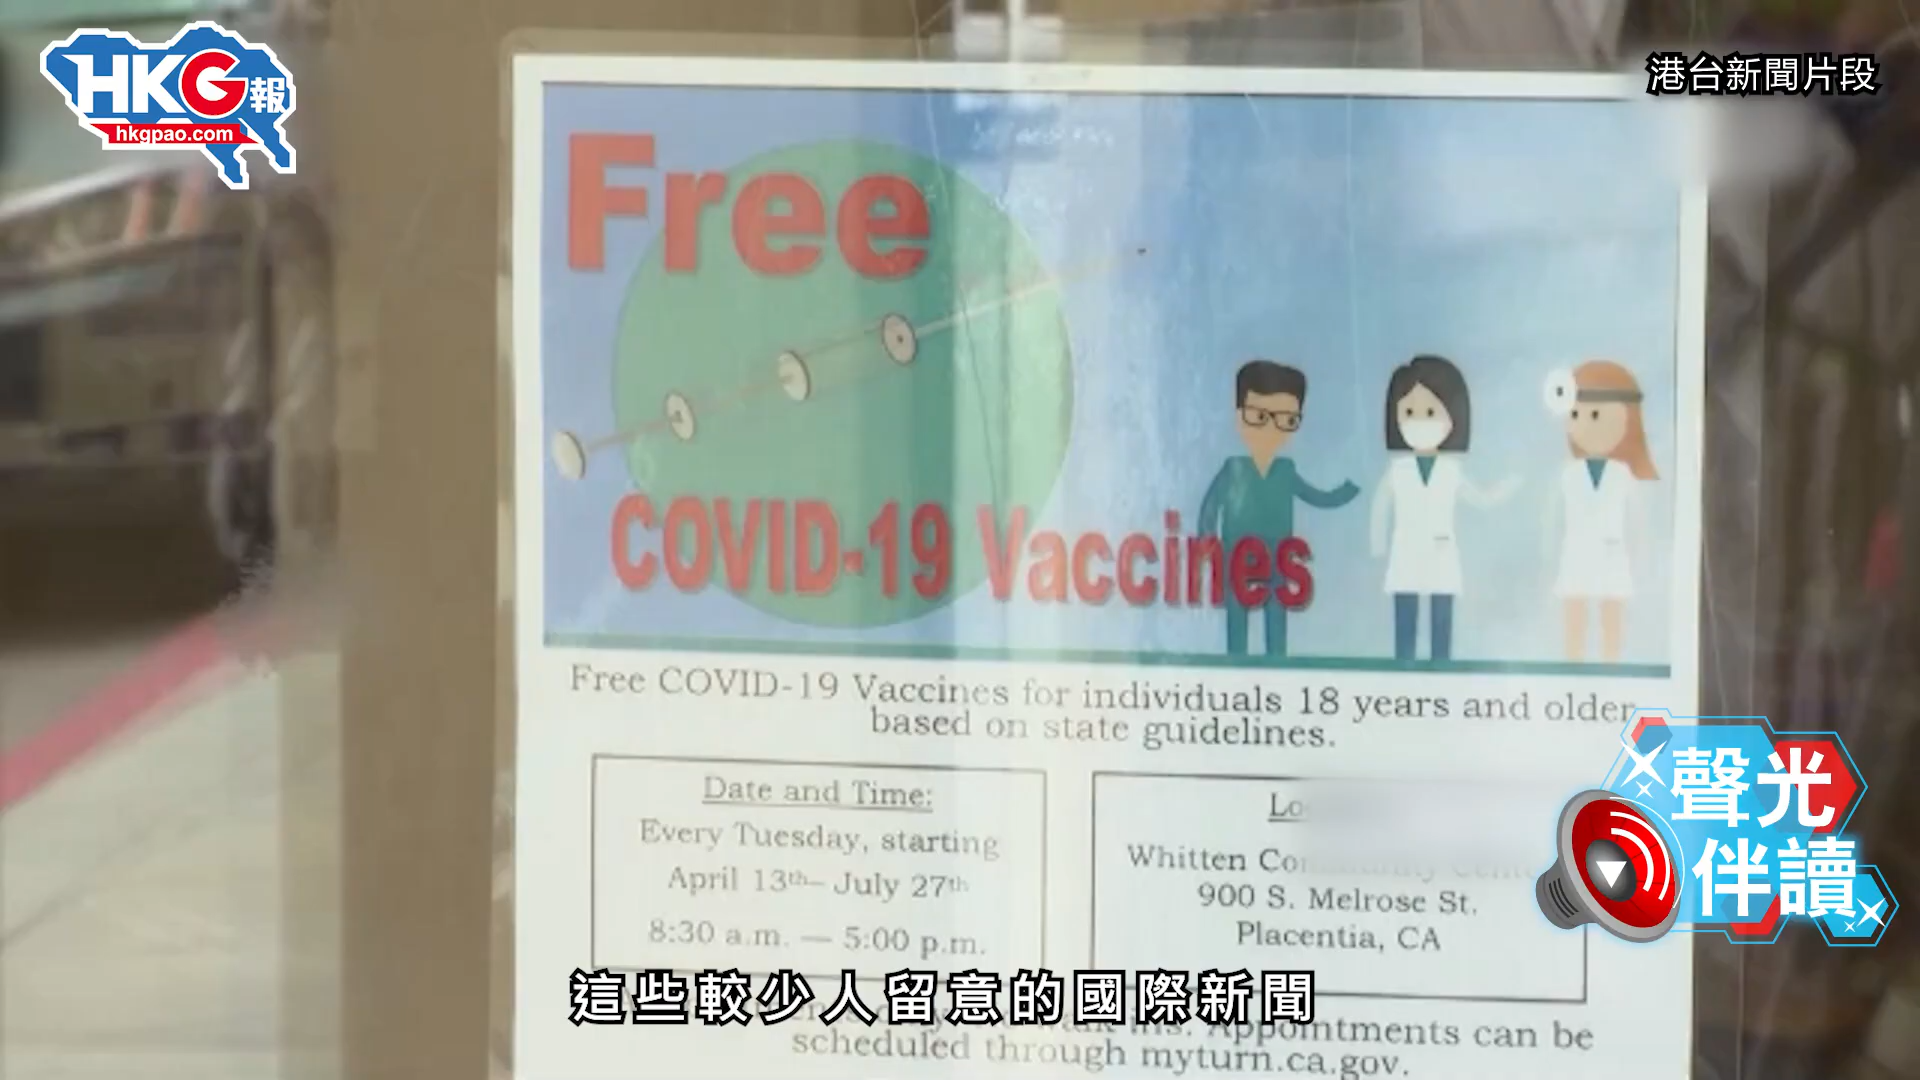 HKG報
hkgpao.com
港台新聞片段
Free
COVID-19 Vaccines
Free COVID-19 Vaccines for individuals 18 years and older
based on state guidelines.
Date and Time:
Every Tuesday, starting
April 13th– July 27th
8:30 a.m. — 5:00 p.m.
Whitten Community
900 S. Melrose St.
Placentia, CA
聲光
伴讀
這些較少人留意的國際新聞
Appointments can be
scheduled through myturn.ca.gov.